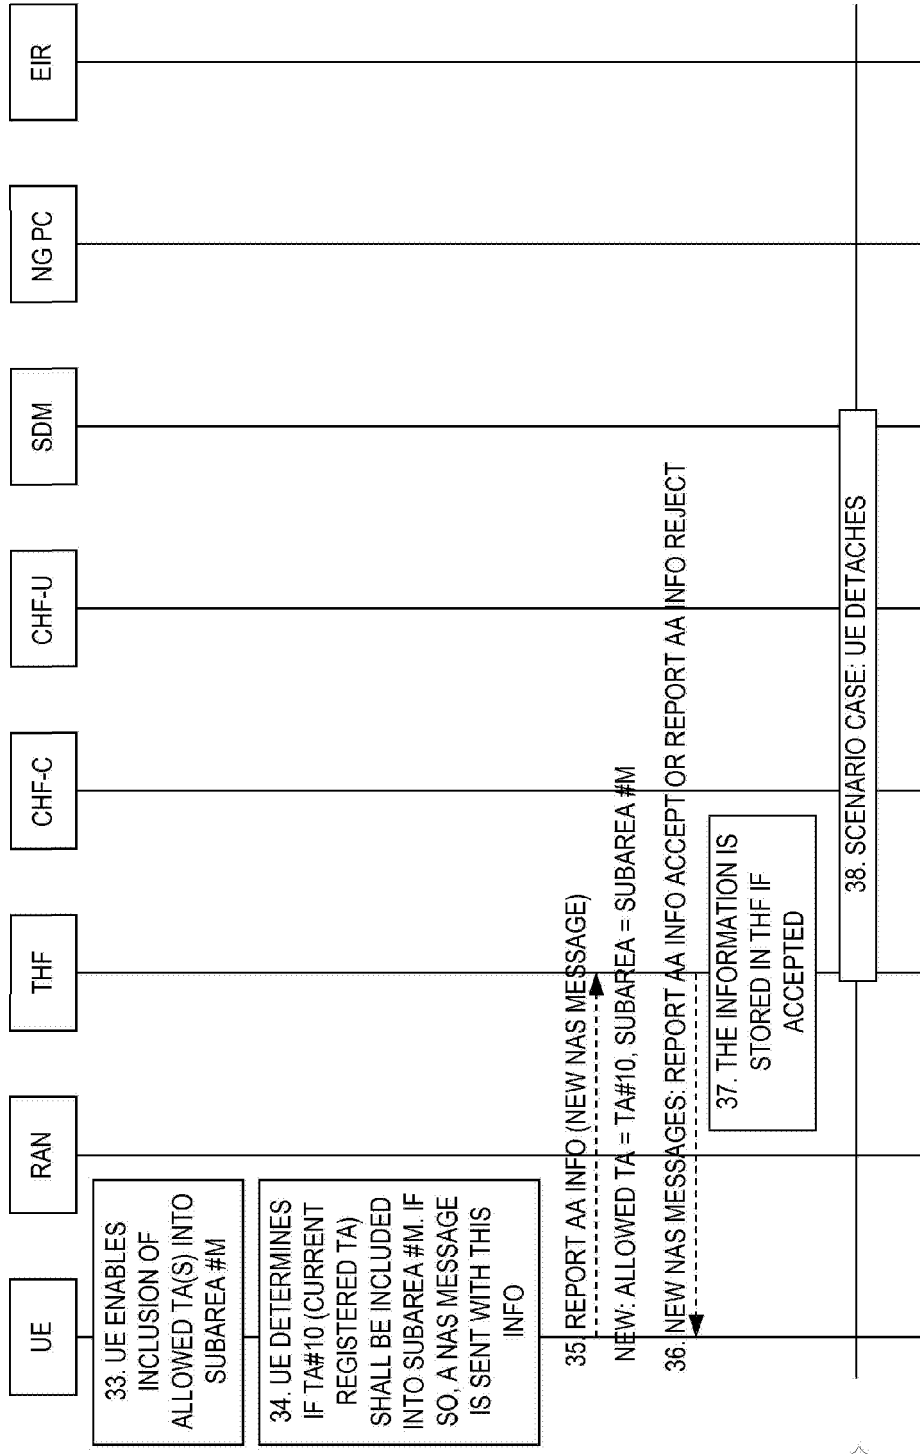 UE
RAN
THF
CHF-C
CHF-U
SDM
NG PC
EIR
33. UE ENABLES
INCLUSION OF
ALLOWED TA(S) INTO
SUBAREA #M
34. UE DETERMINES
IF TA#10 (CURRENT
REGISTERED TA)
SHALL BE INCLUDED
INTO SUBAREA #M. IF
SO, A NAS MESSAGE
IS SENT WITH THIS
INFO
35. REPORT AA INFO (NEW NAS MESSAGE)
NEW: ALLOWED TA = TA#10, SUBAREA = SUBAREA #M
36. NEW NAS MESSAGES: REPORT AA INFO ACCEPT OR REPORT AA INFO REJECT
37. THE INFORMATION IS
STORED IN THF IF
ACCEPTED
38. SCENARIO CASE: UE DETACHES